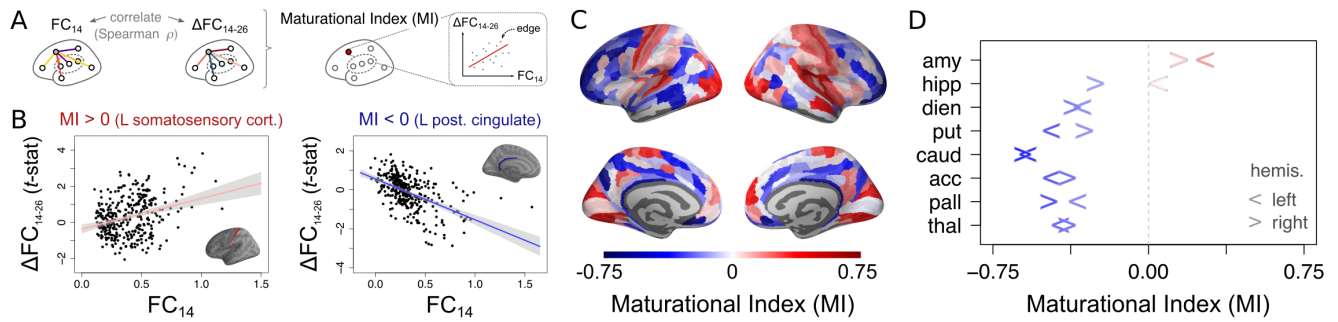 A
FC14
correlate
(Spearman ρ)
ΔFC14-26
Maturational Index (MI)
ΔFC14-26
edge
FC14
B
MI > 0 (L somatosensory cort.)
ΔFC14-26 (t-stat)
4
2
0
-2
0.0 0.5 1.0 1.5
FC14
MI < 0 (L post. cingulate)
ΔFC14-26 (t-stat)
2
0
-2
-4
0.0 0.5 1.0 1.5
FC14
C
-0.75 0 0.75
Maturational Index (MI)
D
amy
hipp
dien
put
caud
acc
pall
thal
hemis.
< left
> right
−0.75 0.00 0.75
Maturational Index (MI)